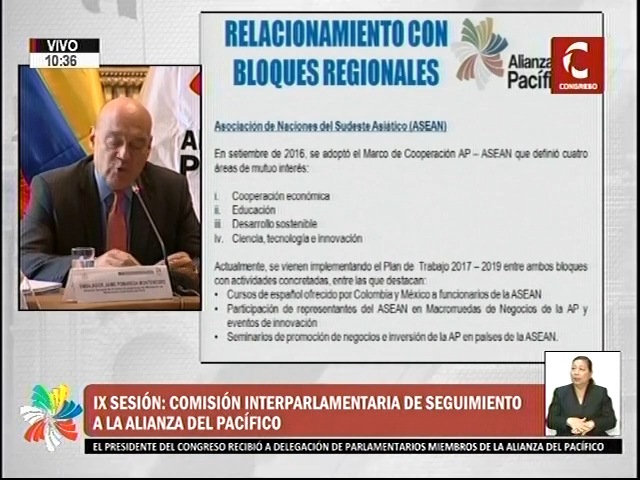 VIVO
10:36
RELACIONAMIENTO CON
BLOQUES REGIONALES
Alianza
Pacífico
CONGRESO
Asociación de Naciones del Sudeste Asiático (ASEAN)
En setiembre de 2016, se adoptó el Marco de Cooperación AP – ASEAN que definió cuatro
áreas de mutuo interés:
i. Cooperación económica
ii. Educación
iii. Desarrollo sostenible
iv. Ciencia, tecnología e innovación
Actualmente, se vienen implementando el Plan de Trabajo 2017 – 2019 entre ambos bloques
con actividades concretadas, entre las que destacan:
• Cursos de español ofrecido por Colombia y México a funcionarios de la ASEAN
• Participación de representantes del ASEAN en Macrorruedas de Negocios de la AP y
eventos de innovación
• Seminarios de promoción de negocios e inversión de la AP en países de la ASEAN.
IX SESIÓN: COMISIÓN INTERPARLAMENTARIA DE SEGUIMIENTO
A LA ALIANZA DEL PACÍFICO
EL PRESIDENTE DEL CONGRESO RECIBIÓ A DELEGACIÓN DE PARLAMENTARIOS MIEMBROS DE LA ALIANZA DEL PACÍFICO